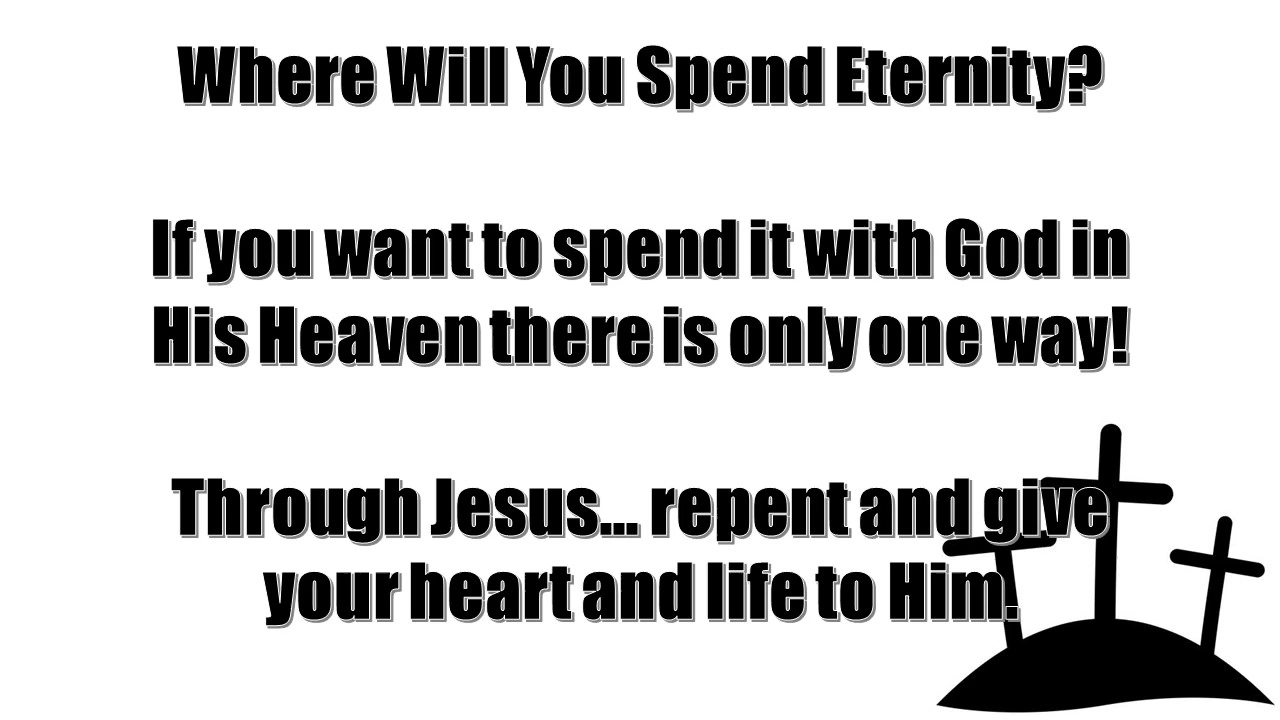 Where Will You Spend Eternity?
If you want to spend it with God in
His Heaven there is only one way!
Through Jesus... repent and give
your heart and life to Him.